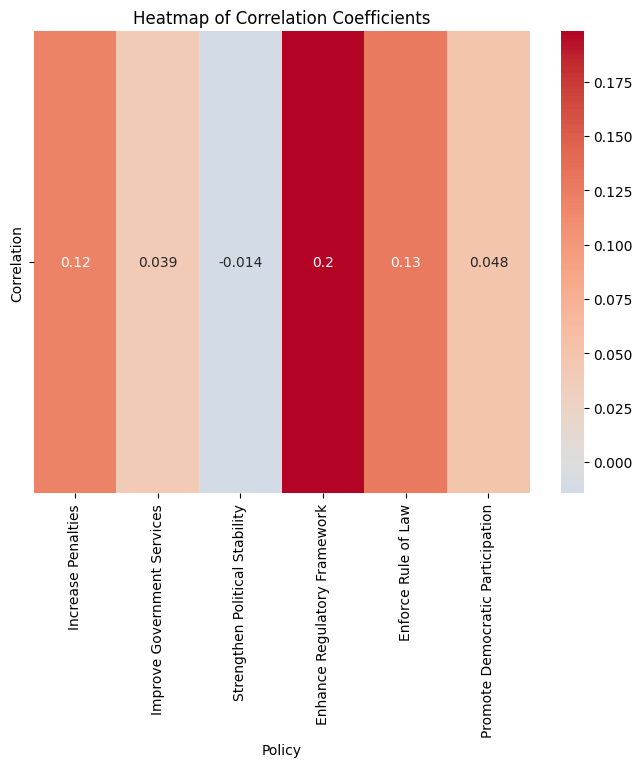 Heatmap of Correlation Coefficients
Correlation
0.12
0.039
-0.014
0.2
0.13
0.048
0.175
0.150
0.125
0.100
0.075
0.050
0.025
0.000
Increase Penalties
Improve Government Services
Strengthen Political Stability
Enhance Regulatory Framework
Enforce Rule of Law
Promote Democratic Participation
Policy